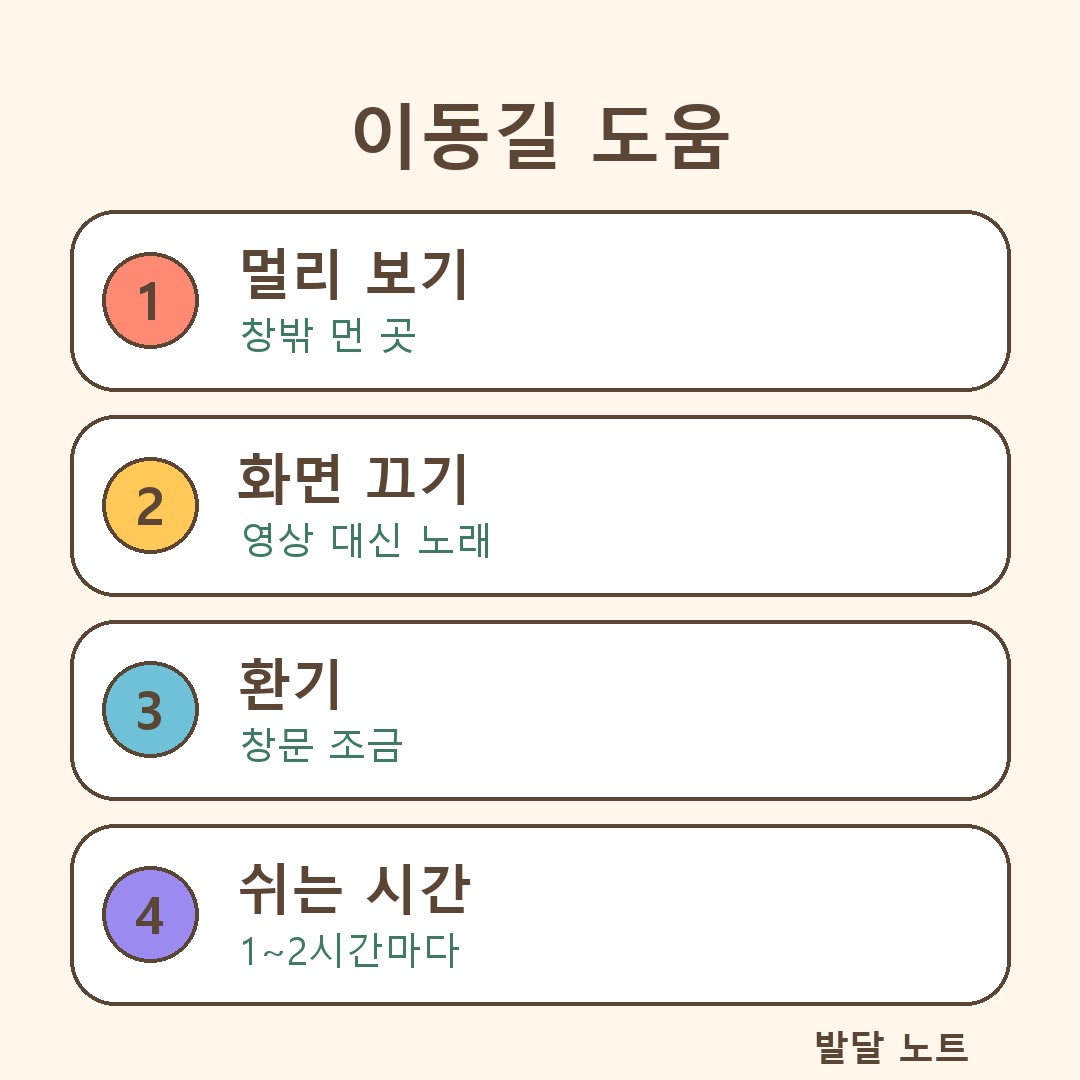 이동길 도움
1
멀리 보기
창밖 먼 곳
2
화면 끄기
영상 대신 노래
3
환기
창문 조금
4
쉬는 시간
1~2시간마다
발달 노트